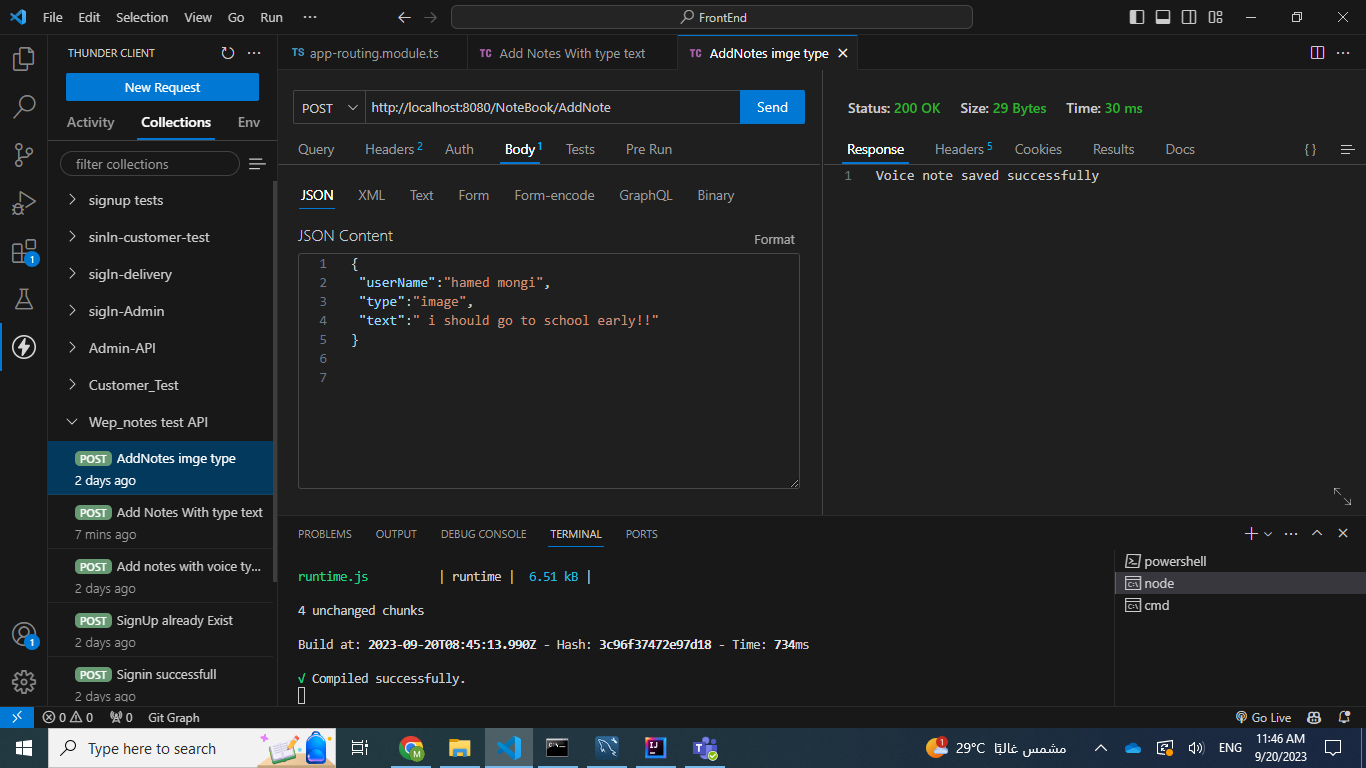 File Edit Selection View Go Run ··· FrontEnd
THUNDER CLIENT
New Request
Activity Collections Env
filter collections
signup tests
sinIn-customer-test
sigIn-delivery
sigIn-Admin
Admin-API
Customer_Test
Wep_notes test API
POST AddNotes imge type
2 days ago
POST Add Notes With type text
7 mins ago
POST Add notes with voice ty...
2 days ago
POST SignUp already Exist
2 days ago
POST Signin successfull
2 days ago
1
1
TS app-routing.module.ts TC Add Notes With type text TC AddNotes imge type
POST http://localhost:8080/NoteBook/AddNote Send
Query Headers 2 Auth Body 1 Tests Pre Run
JSON XML Text Form Form-encode GraphQL Binary
JSON Content Format
1 {
2 "userName":"hamed mongi",
3 "type":"image",
4 "text":" i should go to school early!!"
5 }
6
7
Status: 200 OK Size: 29 Bytes Time: 30 ms
Response Headers 5 Cookies Results Docs { }
1 Voice note saved successfully
PROBLEMS OUTPUT DEBUG CONSOLE TERMINAL PORTS
runtime.js | runtime | 6.51 kB |
4 unchanged chunks
Build at: 2023-09-20T08:45:13.990Z - Hash: 3c96f37472e97d18 - Time: 734ms
√ Compiled successfully.
powershell
node
cmd
0 0 0 Git Graph Go Live
Type here to search 1 29°C مشمس غالبًا ENG 11:46 AM
9/20/2023